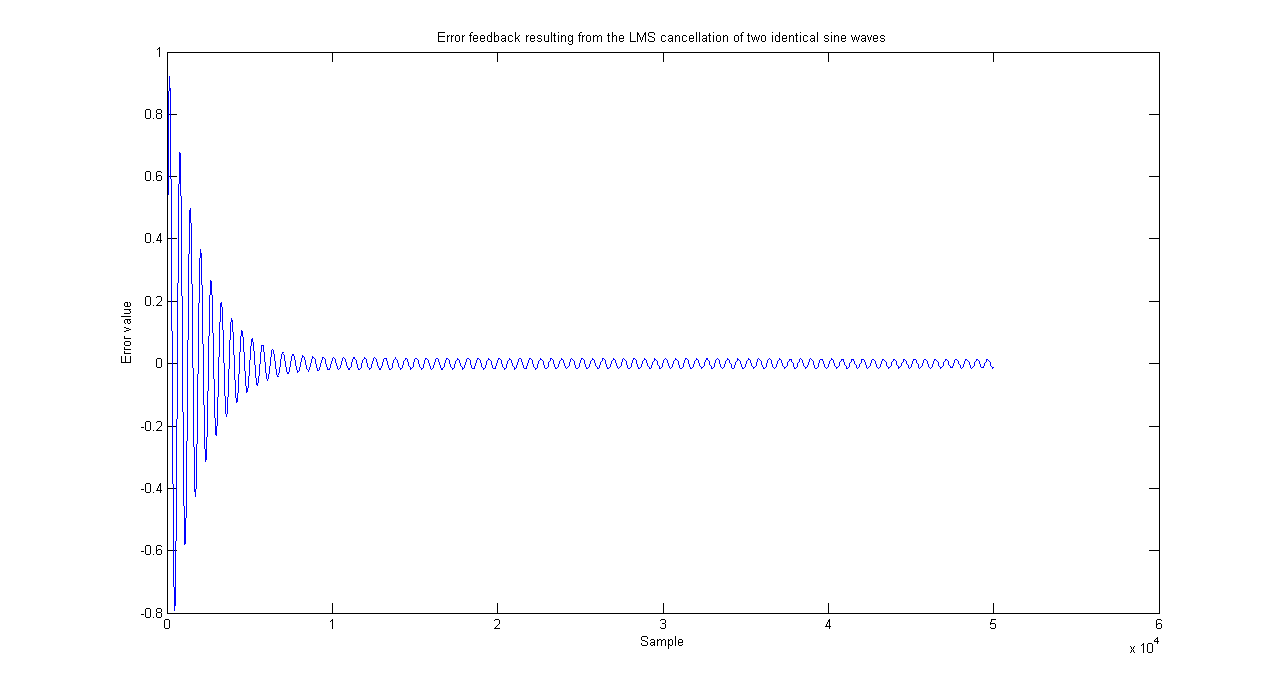 Error feedback resulting from the LMS cancellation of two identical sine waves
1
0.8
0.6
0.4
0.2
0
-0.2
-0.4
-0.6
-0.8
Error value
0 1 2 3 4 5 6
Sample
x 10^4